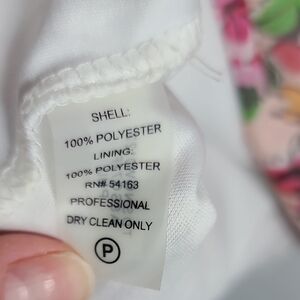 SHELL:
100% POLYESTER
LINING:
100% POLYESTER
RN# 54163
PROFESSIONAL
DRY CLEAN ONLY
P